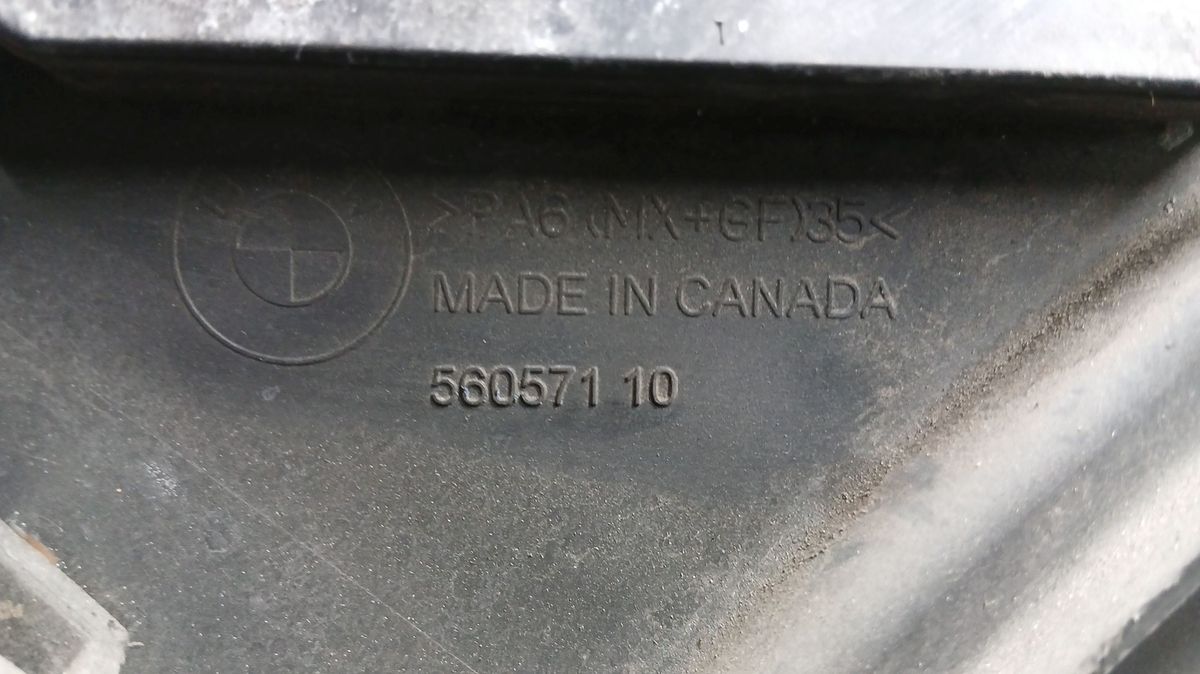 >PA6 (MX+GF)35<
MADE IN CANADA
560571 10